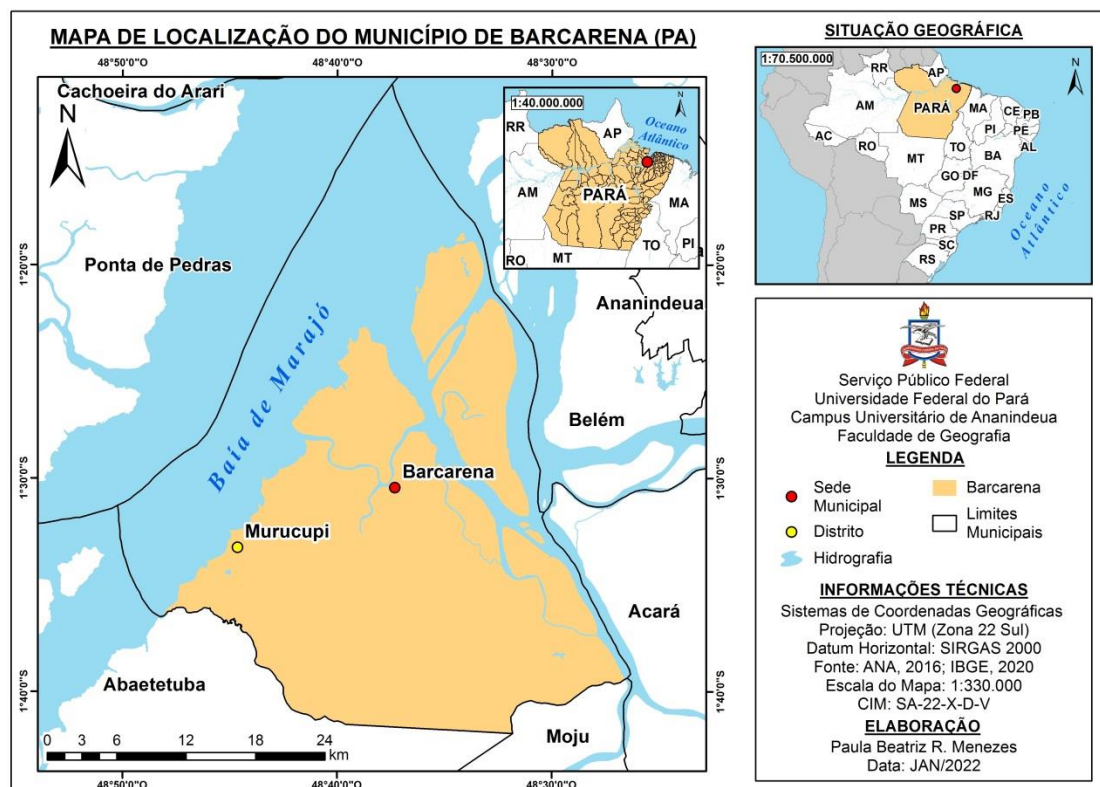 MAPA DE LOCALIZAÇÃO DO MUNICÍPIO DE BARCARENA (PA)
48°50'0"O
48°40'0"O
48°30'0"O
Cachoeira do Arari
N
Ponta de Pedras
Baía de Marajó
1:40.000.000
N
RR
AP
Oceano
Atlântico
AM
PARÁ
MA
RO
MT
TO
PI
1°20'0"S
1°20'0"S
Ananindeua
Belém
1°30'0"S
1°30'0"S
Barcarena
Murucupi
Acará
1°40'0"S
1°40'0"S
Abaetetuba
Moju
0 3 6 12 18 24
km
48°50'0"O
48°40'0"O
48°30'0"O
SITUAÇÃO GEOGRÁFICA
1:70.500.000
N
RR
AP
AM
PARÁ
MA
CE
PB
PI
PE
AL
AC
RO
TO
MT
BA
GO
DF
MG
MS
ES
SP
RJ
PR
SC
RS
Oceano
Atlântico
Serviço Público Federal
Universidade Federal do Pará
Campus Universitário de Ananindeua
Faculdade de Geografia
LEGENDA
Sede
Municipal
Distrito
Hidrografia
Barcarena
Limites
Municipais
INFORMAÇÕES TÉCNICAS
Sistemas de Coordenadas Geográficas
Projeção: UTM (Zona 22 Sul)
Datum Horizontal: SIRGAS 2000
Fonte: ANA, 2016; IBGE, 2020
Escala do Mapa: 1:330.000
CIM: SA-22-X-D-V
ELABORAÇÃO
Paula Beatriz R. Menezes
Data: JAN/2022